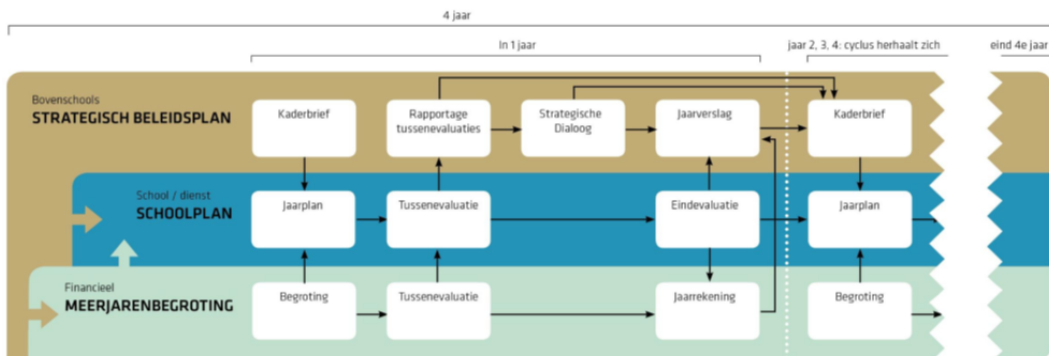 4 jaar
In 1 jaar
jaar 2, 3, 4: cyclus herhaalt zich
eind 4e jaar
Bovenschools
STRATEGISCH BELEIDSPLAN
Kaderbrief
Rapportage
tussenevaluaties
Strategische
Dialoog
Jaarverslag
Kaderbrief
School / dienst
SCHOOLPLAN
Jaarplan
Tussenevaluatie
Eindevaluatie
Jaarplan
Financieel
MEERJARENBEGROTING
Begroting
Tussenevaluatie
Jaarrekening
Begroting